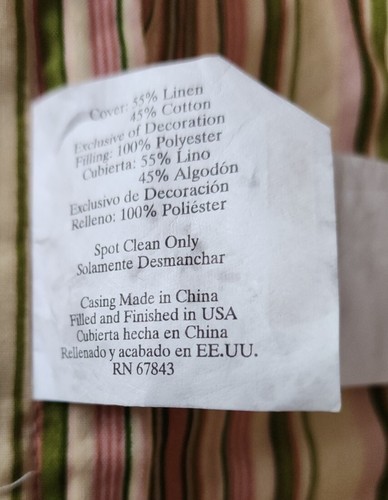 Cover: 55% Linen
45% Cotton
Exclusive of Decoration
Filling: 100% Polyester
Cubierta: 55% Lino
45% Algodón
Exclusivo de Decoración
Relleno: 100% Poliéster
Spot Clean Only
Solamente Desmanchar
Casing Made in China
Filled and Finished in USA
Cubierta hecha en China
Rellenado y acabado en EE.UU.
RN 67843